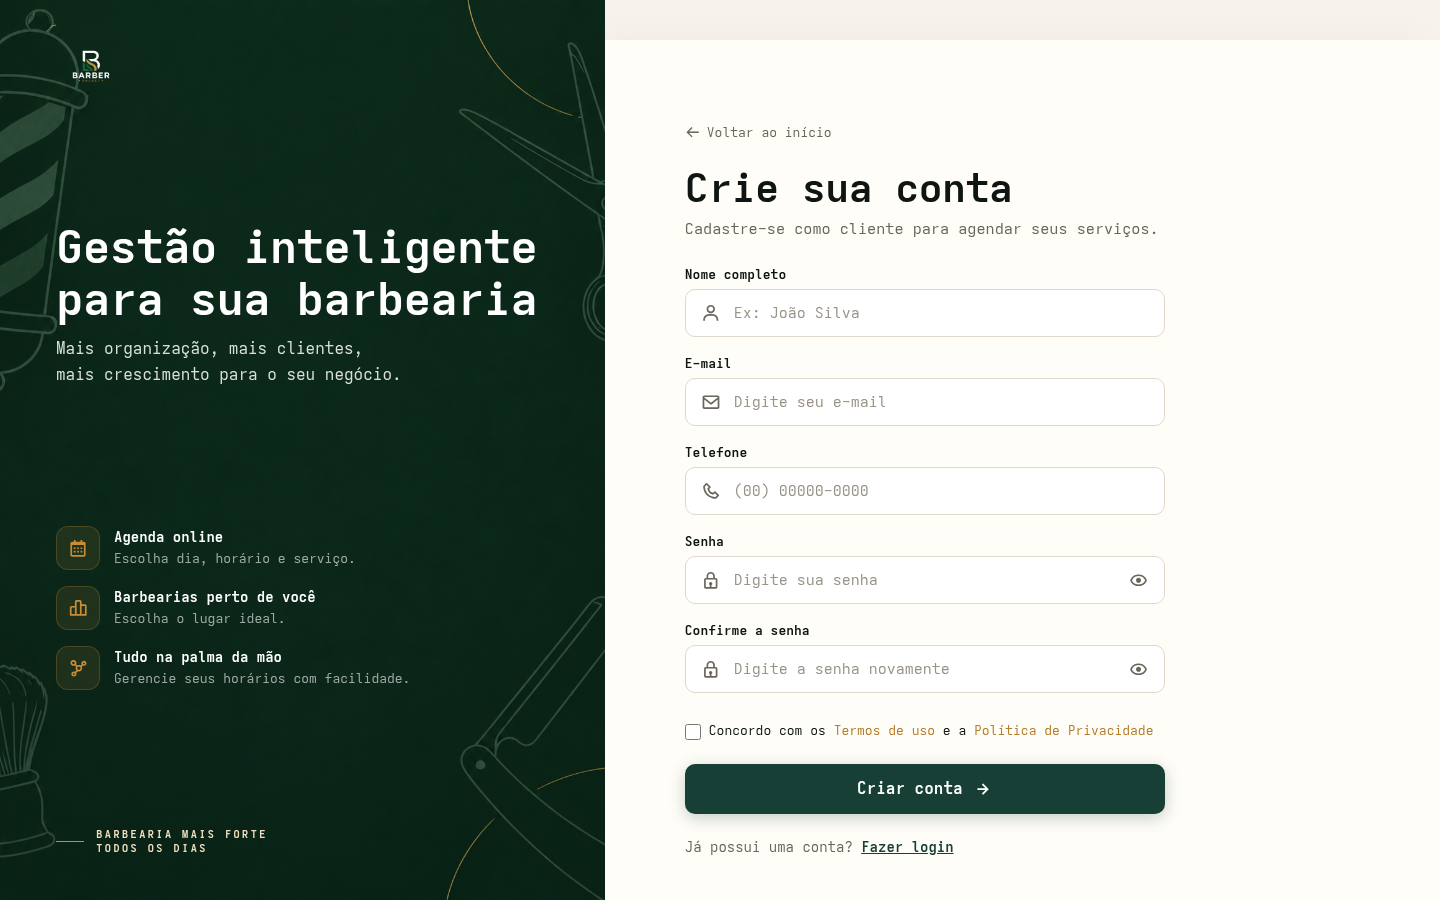 BARBER
Gestão inteligente
para sua barbearia
Mais organização, mais clientes,
mais crescimento para o seu negócio.
Agenda online
Escolha dia, horário e serviço.
Barbearias perto de você
Escolha o lugar ideal.
Tudo na palma da mão
Gerencie seus horários com facilidade.
BARBEARIA MAIS FORTE
TODOS OS DIAS
← Voltar ao início
Crie sua conta
Cadastre-se como cliente para agendar seus serviços.
Nome completo
Ex: João Silva
E-mail
Digite seu e-mail
Telefone
(00) 00000-0000
Senha
Digite sua senha
Confirme a senha
Digite a senha novamente
Concordo com os Termos de uso e a Política de Privacidade
Criar conta →
Já possui uma conta? Fazer login